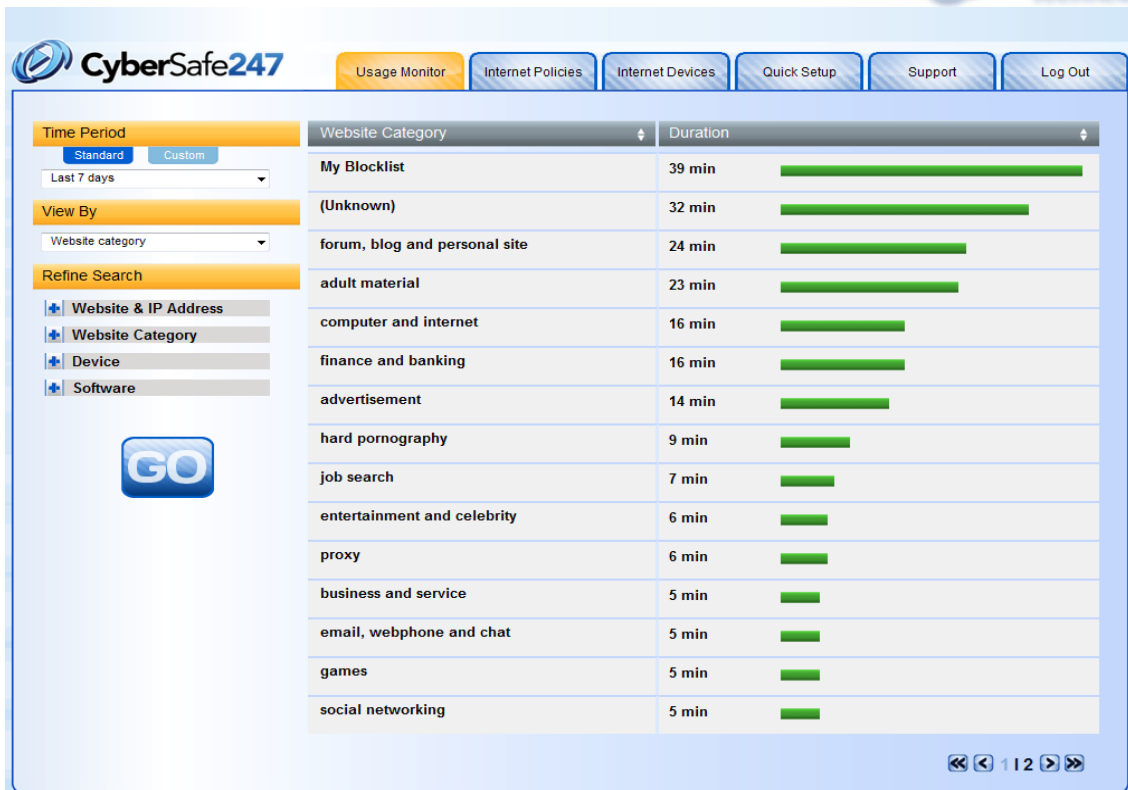 CyberSafe247
Usage Monitor
Internet Policies
Internet Devices
Quick Setup
Support
Log Out
Time Period
Standard
Custom
Last 7 days
View By
Website category
Refine Search
Website & IP Address
Website Category
Device
Software
GO
Website Category Duration
My Blocklist 39 min
(Unknown) 32 min
forum, blog and personal site 24 min
adult material 23 min
computer and internet 16 min
finance and banking 16 min
advertisement 14 min
hard pornography 9 min
job search 7 min
entertainment and celebrity 6 min
proxy 6 min
business and service 5 min
email, webphone and chat 5 min
games 5 min
social networking 5 min
1 | 2